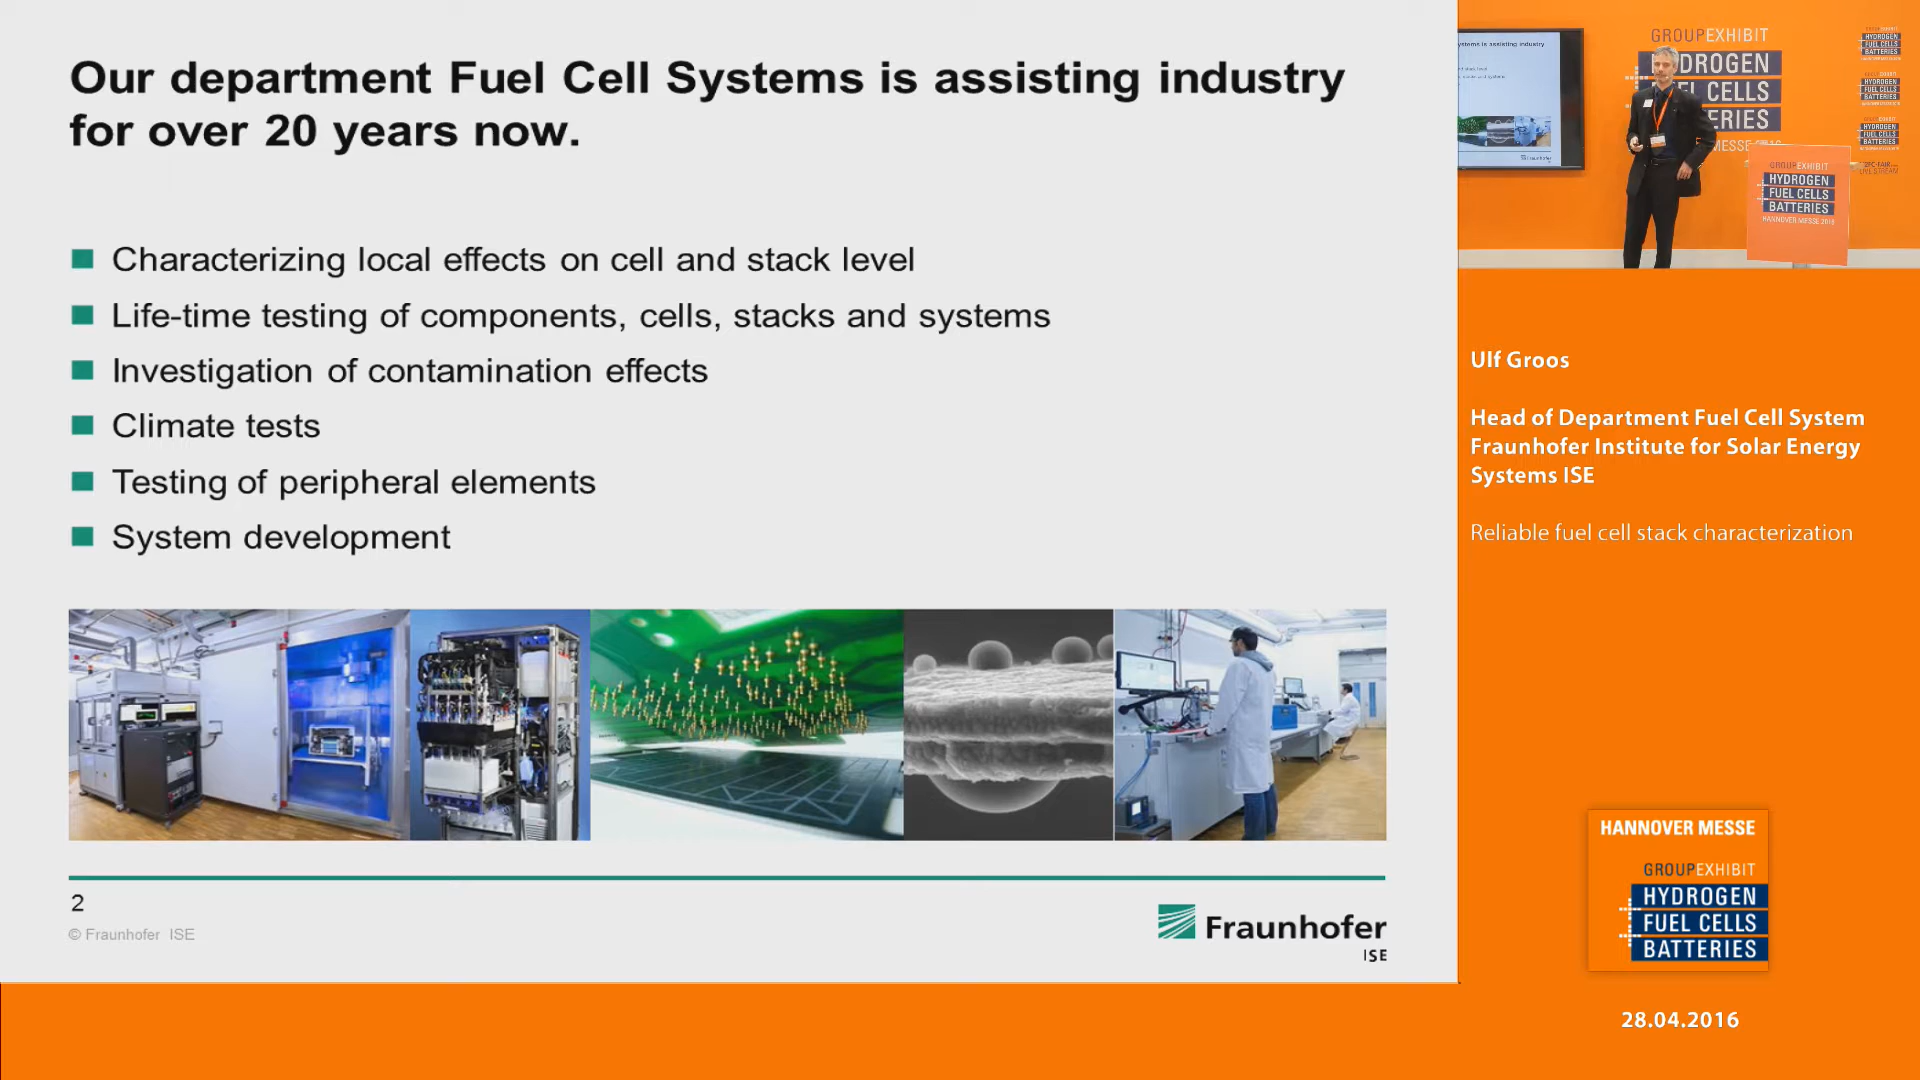 Our department Fuel Cell Systems is assisting industry
for over 20 years now.
Characterizing local effects on cell and stack level
Life-time testing of components, cells, stacks and systems
Investigation of contamination effects
Climate tests
Testing of peripheral elements
System development
2
© Fraunhofer ISE
Fraunhofer
ISE
GROUPEXHIBIT
DROGEN
EL CELLS
ERIES
GROUPEXHIBIT
HYDROGEN
FUEL CELLS
BATTERIES
HANNOVER MESSE 2016
HYDROGEN
FUEL CELLS
BATTERIES
HYDROGEN
FUEL CELLS
BATTERIES
HYDROGEN
FUEL CELLS
BATTERIES
Ulf Groos
Head of Department Fuel Cell System
Fraunhofer Institute for Solar Energy
Systems ISE
Reliable fuel cell stack characterization
HANNOVER MESSE
GROUPEXHIBIT
HYDROGEN
FUEL CELLS
BATTERIES
28.04.2016